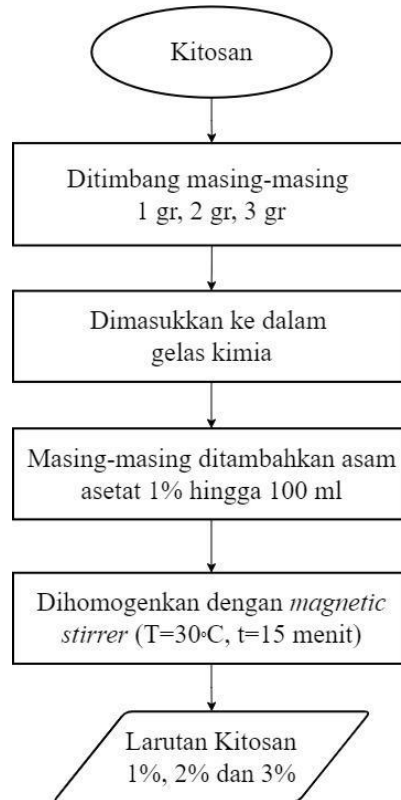 Kitosan
Ditimbang masing-masing
1 gr, 2 gr, 3 gr
Dimasukkan ke dalam
gelas kimia
Masing-masing ditambahkan asam
asetat 1% hingga 100 ml
Dihomogenkan dengan magnetic
stirrer (T=30◦C, t=15 menit)
Larutan Kitosan
1%, 2% dan 3%